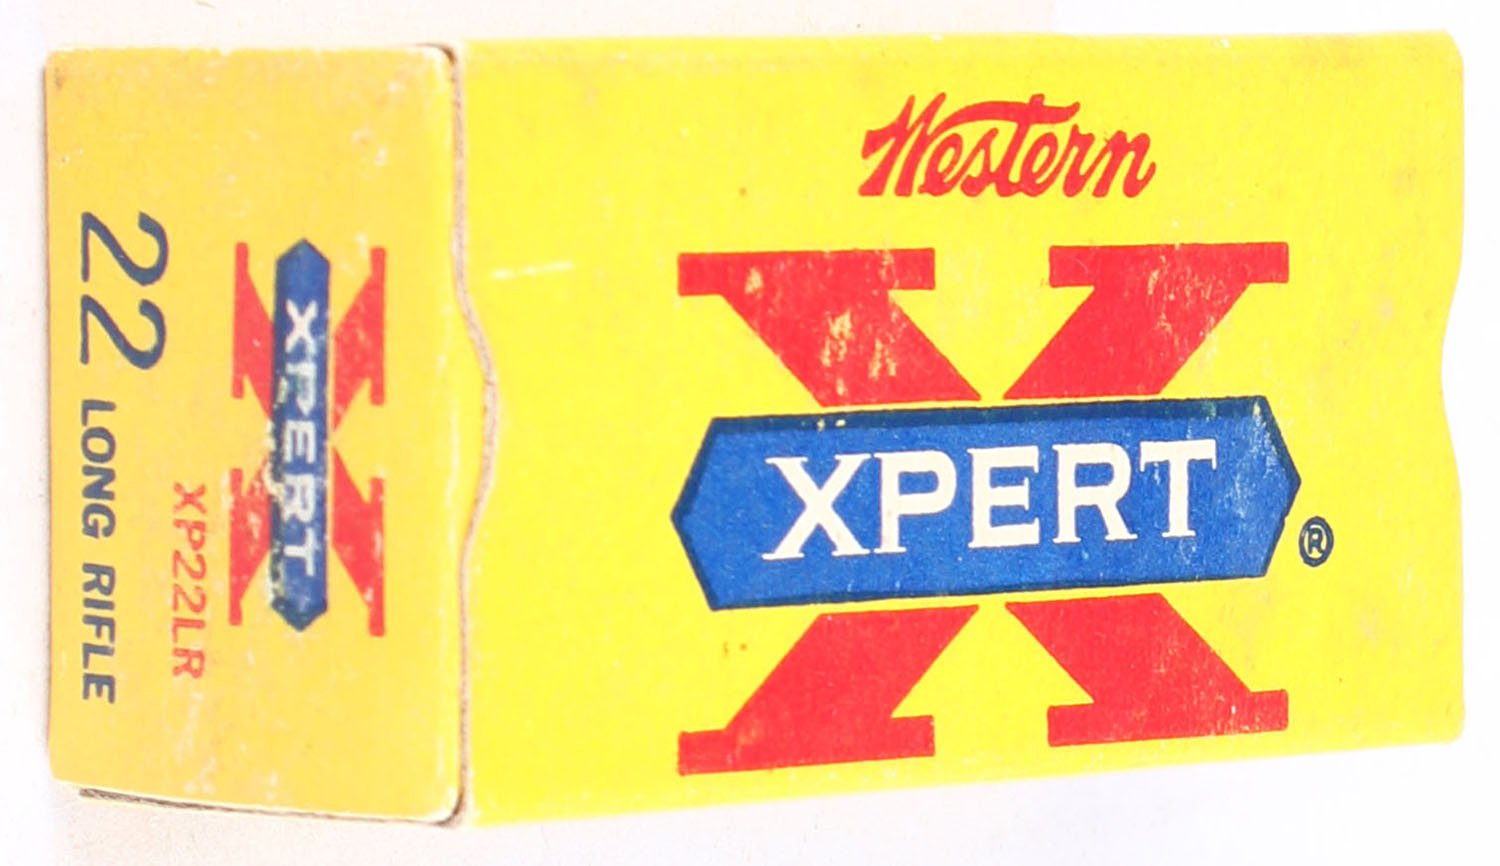 Western
XPERT
®
XPERT
XP22LR
22 LONG RIFLE